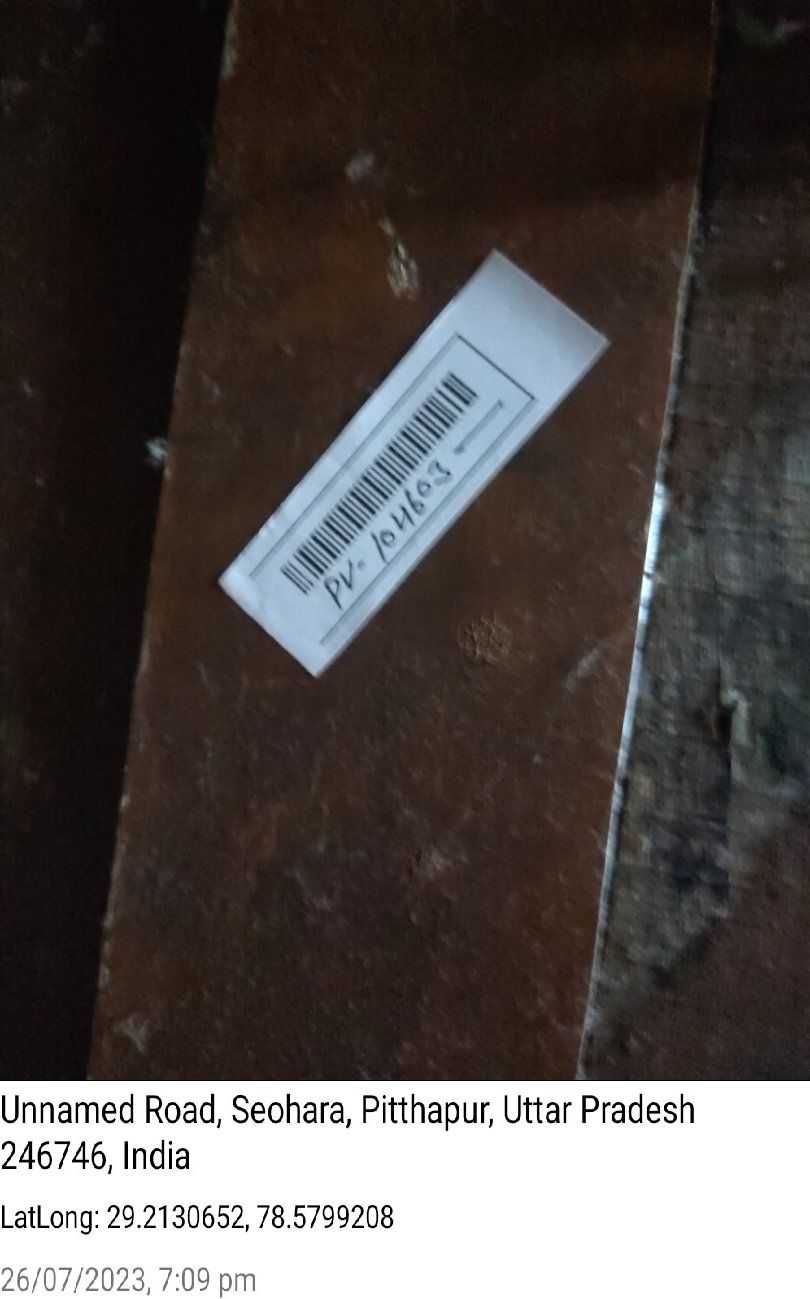 PV-104603
Unnamed Road, Seohara, Pitthapur, Uttar Pradesh
246746, India
LatLong: 29.2130652, 78.5799208
26/07/2023, 7:09 pm